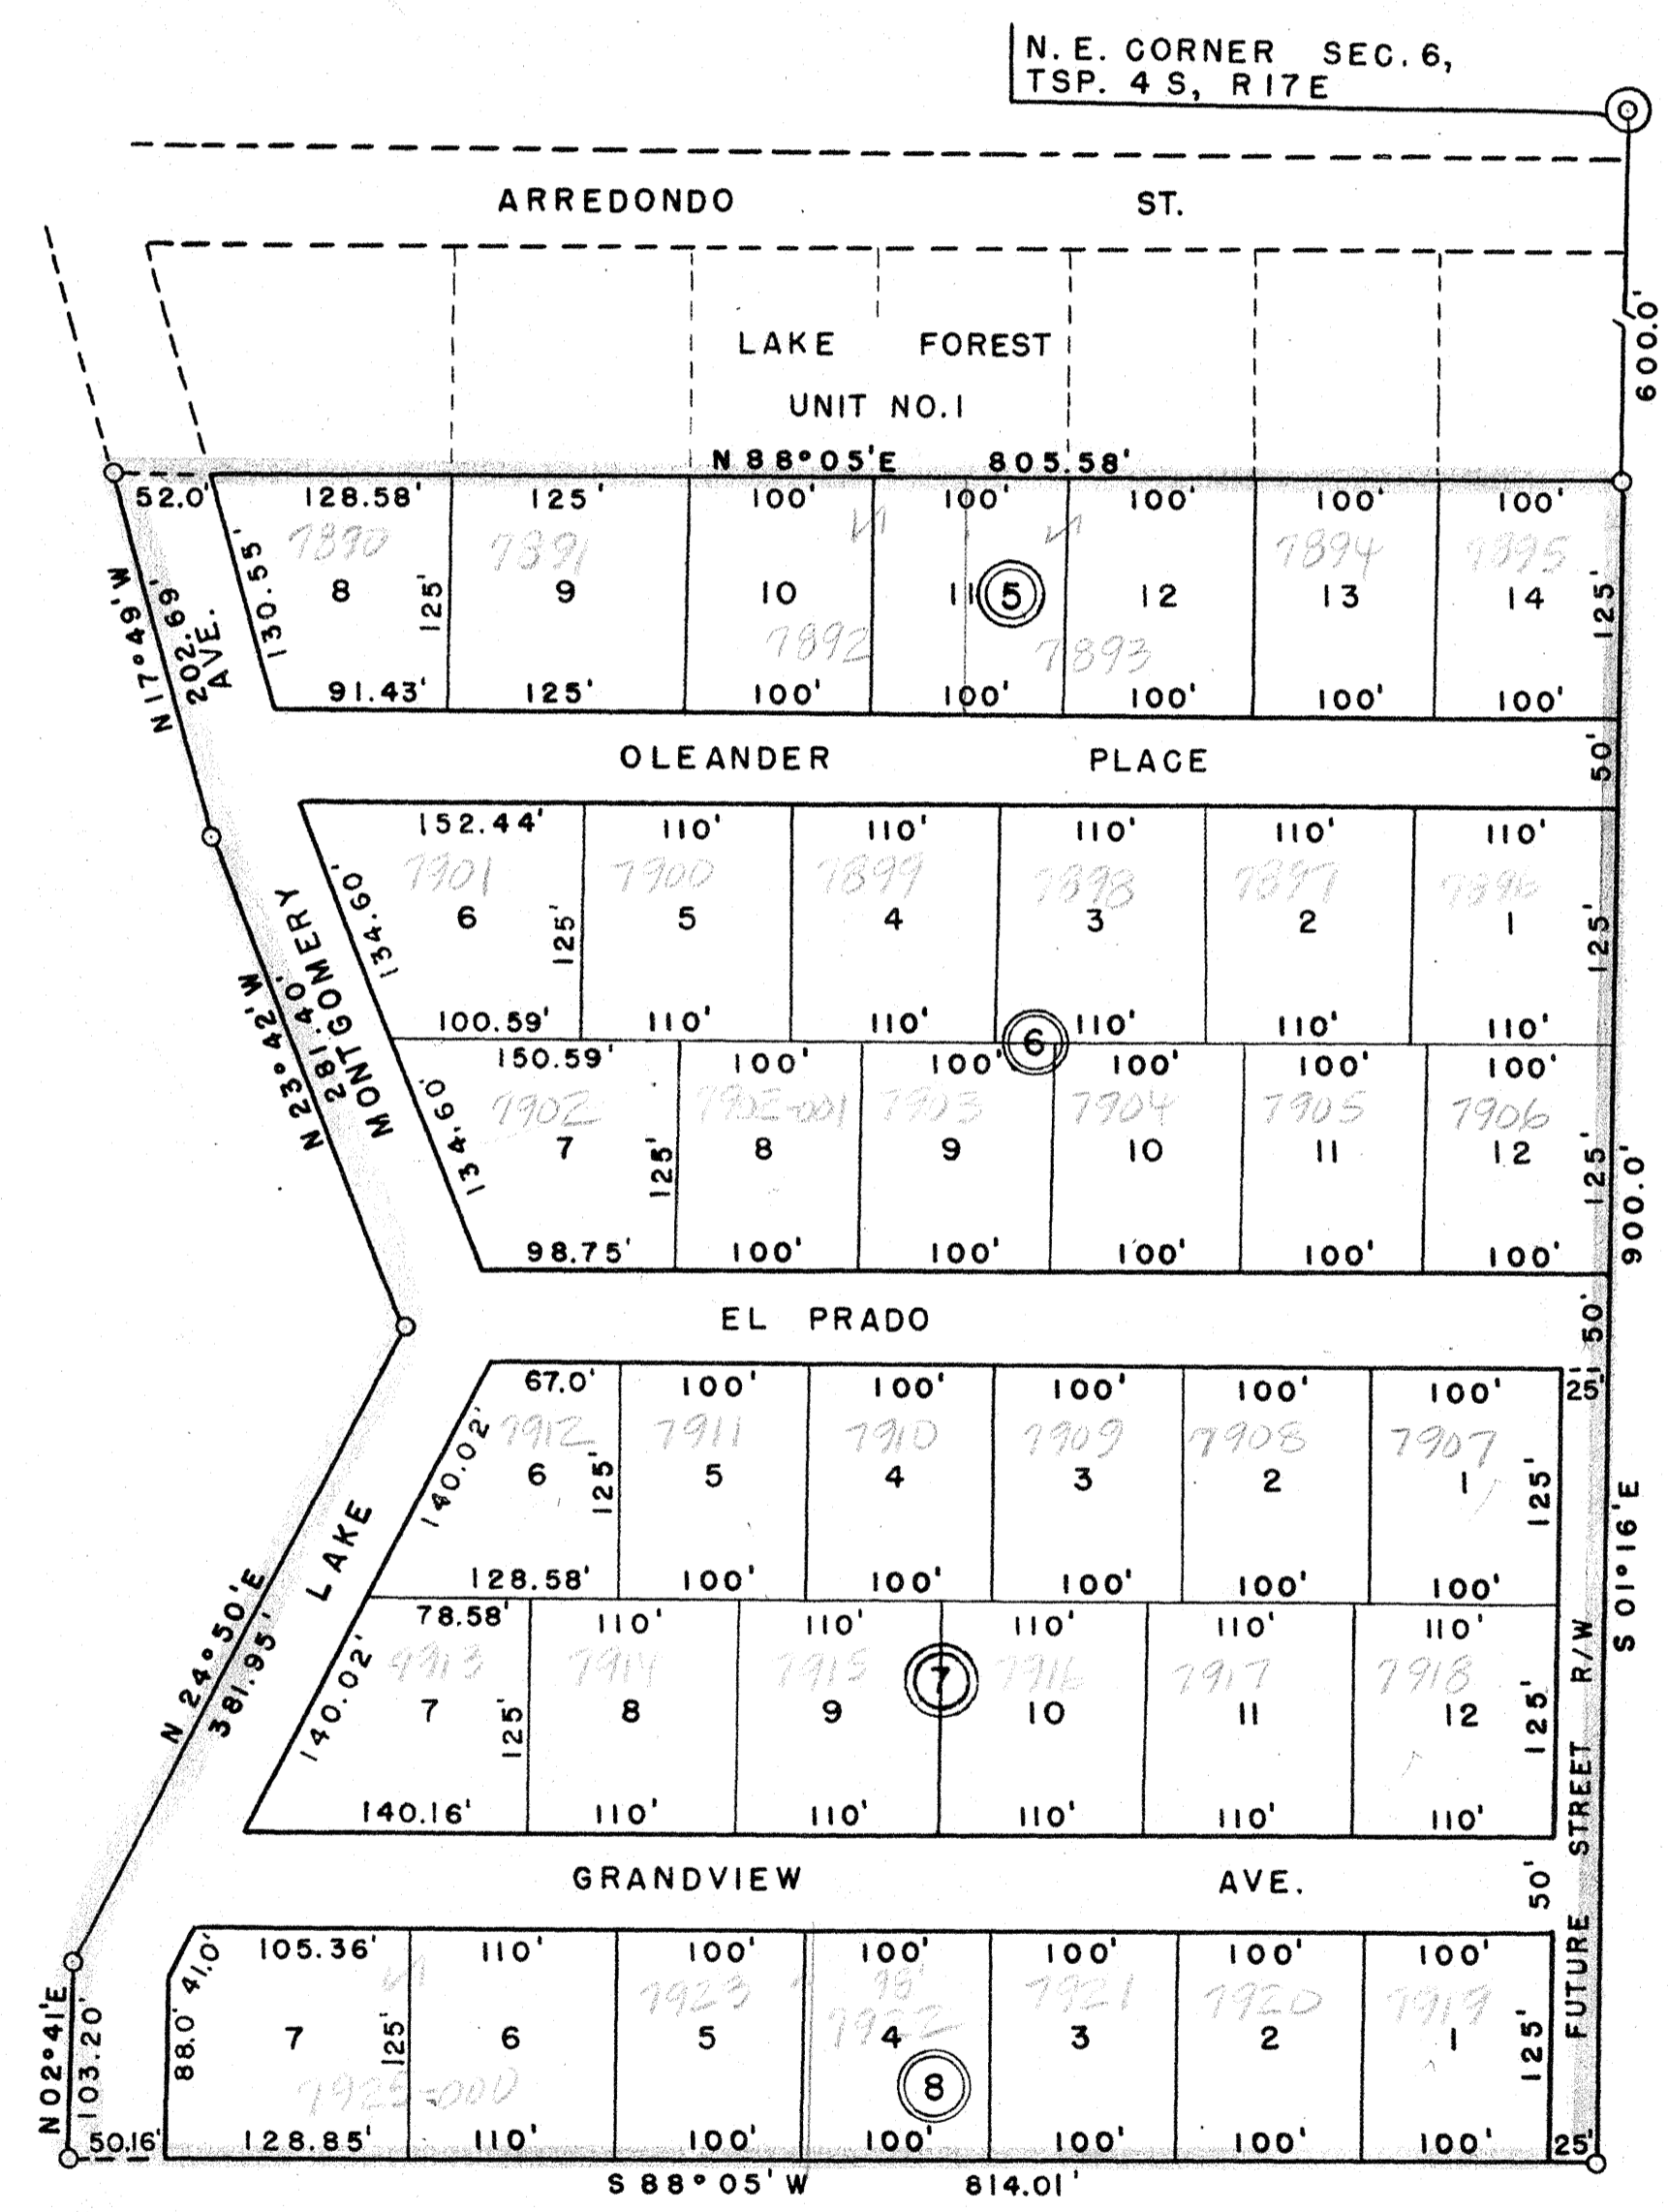 N. E. CORNER SEC. 6,
TSP. 4 S, R 17 E
ARREDONDO ST.
600.0'
LAKE FOREST
UNIT NO. 1
N 88° 05' E 805.58'
52.0' 128.58' 125' 100' 100' 100' 100' 100'
7890 7891 7894 7895
N 17° 49' W
202.69'
AVE.
130.55'
8 125' 9 10 11 5 12 13 14 125'
7892 7893
91.43' 125' 100' 100' 100' 100' 100'
OLEANDER PLACE 50'
152.44' 110' 110' 110' 110' 110'
7901 7900 7899 7898 7897 7896
134.60'
6 125' 5 4 3 2 1 125'
N 23° 42' W
281.40'
MONTGOMERY
100.59' 110' 110' 6 110' 110' 110'
150.59' 100' 100' 100' 100' 100'
7902 7902-001 7903 7904 7905 7906
134.60'
7 125' 8 9 10 11 12 125'
900.0'
98.75' 100' 100' 100' 100' 100'
EL PRADO 50'
67.0' 100' 100' 100' 100' 100' 25'
7912 7911 7910 7909 7908 7907
140.02'
6 125' 5 4 3 2 1 125'
S 01° 16' E
LAKE
128.58' 100' 100' 100' 100' 100'
N 24° 50' E
381.95'
78.58' 110' 110' 110' 110' 110'
7913 7914 7915 7 7916 7917 7918
140.02'
7 125' 8 9 10 11 12 125'
FUTURE STREET R/W
140.16' 110' 110' 110' 110' 110'
GRANDVIEW AVE. 50'
41.0' 105.36' 110' 100' 100' 100' 100' 100'
7923 7922 7921 7920 7919
N 02° 41' E
103.20'
88.0' 7 125' 6 5 4 3 2 1 125'
7925-000
8
50.16' 128.85' 110' 100' 100' 100' 100' 100' 25'
S 88° 05' W 814.01'